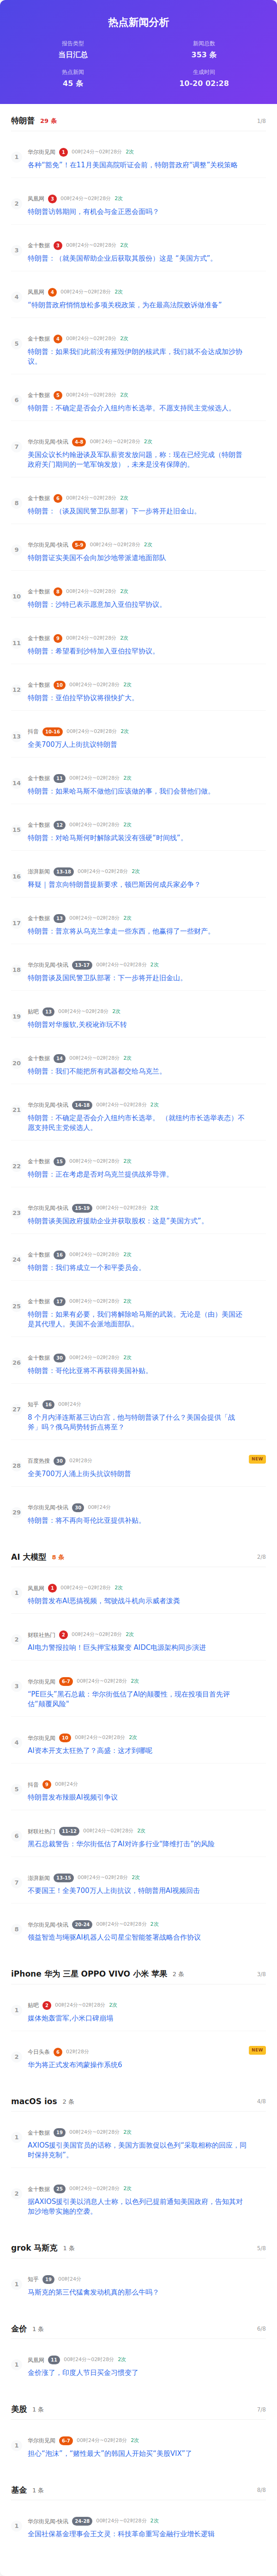 热点新闻分析
报告类型
当日汇总
新闻总数
353 条
热点新闻
45 条
生成时间
10-20 02:28
特朗普 29 条 1/8
1
华尔街见闻 1 00时24分~02时28分 2次
各种“豁免”！在11月美国高院听证会前，特朗普政府“调整”关税策略
2
凤凰网 3 00时24分~02时28分 2次
特朗普访韩期间，有机会与金正恩会面吗？
3
金十数据 3 00时24分~02时28分 2次
特朗普：（就美国帮助企业后获取其股份）这是 “美国方式”。
4
凤凰网 4 00时24分~02时28分 2次
“特朗普政府悄悄放松多项关税政策，为在最高法院败诉做准备”
5
金十数据 4 00时24分~02时28分 2次
特朗普：如果我们此前没有摧毁伊朗的核武库，我们就不会达成加沙协
议。
6
金十数据 5 00时24分~02时28分 2次
特朗普：不确定是否会介入纽约市长选举。不愿支持民主党候选人。
7
华尔街见闻-快讯 4-8 00时24分~02时28分 2次
美国众议长约翰逊谈及军队薪资发放问题，称：现在已经完成（特朗普
政府关门期间的一笔军饷发放），未来是没有保障的。
8
金十数据 6 00时24分~02时28分 2次
特朗普：（谈及国民警卫队部署）下一步将开赴旧金山。
9
华尔街见闻-快讯 5-9 00时24分~02时28分 2次
特朗普证实美国不会向加沙地带派遣地面部队
10
金十数据 8 00时24分~02时28分 2次
特朗普：沙特已表示愿意加入亚伯拉罕协议。
11
金十数据 9 00时24分~02时28分 2次
特朗普：希望看到沙特加入亚伯拉罕协议。
12
金十数据 10 00时24分~02时28分 2次
特朗普：亚伯拉罕协议将很快扩大。
13
抖音 10-16 00时24分~02时28分 2次
全美700万人上街抗议特朗普
14
金十数据 11 00时24分~02时28分 2次
特朗普：如果哈马斯不做他们应该做的事，我们会替他们做。
15
金十数据 12 00时24分~02时28分 2次
特朗普：对哈马斯何时解除武装没有强硬“时间线”。
16
澎湃新闻 13-18 00时24分~02时28分 2次
释疑丨普京向特朗普提新要求，顿巴斯因何成兵家必争？
17
金十数据 13 00时24分~02时28分 2次
特朗普：普京将从乌克兰拿走一些东西，他赢得了一些财产。
18
华尔街见闻-快讯 13-17 00时24分~02时28分 2次
特朗普谈及国民警卫队部署：下一步将开赴旧金山。
19
贴吧 13 00时24分~02时28分 2次
特朗普对华服软,关税讹诈玩不转
20
金十数据 14 00时24分~02时28分 2次
特朗普：我们不能把所有武器都交给乌克兰。
21
华尔街见闻-快讯 14-18 00时24分~02时28分 2次
特朗普：不确定是否会介入纽约市长选举。 （就纽约市长选举表态）不
愿支持民主党候选人。
22
金十数据 15 00时24分~02时28分 2次
特朗普：正在考虑是否对乌克兰提供战斧导弹。
23
华尔街见闻-快讯 15-19 00时24分~02时28分 2次
特朗普谈美国政府援助企业并获取股权：这是“美国方式”。
24
金十数据 16 00时24分~02时28分 2次
特朗普：我们将成立一个和平委员会。
25
金十数据 17 00时24分~02时28分 2次
特朗普：如果有必要，我们将解除哈马斯的武装。无论是（由）美国还
是其代理人。美国不会派地面部队。
26
金十数据 30 00时24分~02时28分 2次
特朗普：哥伦比亚将不再获得美国补贴。
27
知乎 16 00时24分
8 个月内泽连斯基三访白宫，他与特朗普谈了什么？美国会提供「战
斧」吗？俄乌局势转折点将至？
28
百度热搜 30 02时28分 NEW
全美700万人涌上街头抗议特朗普
29
华尔街见闻-快讯 30 00时24分
特朗普：将不再向哥伦比亚提供补贴。
AI 大模型 8 条 2/8
1
凤凰网 1 00时24分~02时28分 2次
特朗普发布AI恶搞视频，驾驶战斗机向示威者泼粪
2
财联社热门 2 00时24分~02时28分 2次
AI电力警报拉响！巨头押宝核聚变 AIDC电源架构同步演进
3
华尔街见闻 6-7 00时24分~02时28分 2次
“PE巨头”黑石总裁：华尔街低估了AI的颠覆性，现在投项目首先评
估“颠覆风险”
4
华尔街见闻 10 00时24分~02时28分 2次
AI资本开支太狂热了？高盛：这才到哪呢
5
抖音 9 00时24分
特朗普发布辣眼AI视频引争议
6
财联社热门 11-12 00时24分~02时28分 2次
黑石总裁警告：华尔街低估了AI对许多行业“降维打击”的风险
7
澎湃新闻 13-15 00时24分~02时28分 2次
不要国王！全美700万人上街抗议，特朗普用AI视频回击
8
华尔街见闻-快讯 20-24 00时24分~02时28分 2次
领益智造与绳驱AI机器人公司星尘智能签署战略合作协议
iPhone 华为 三星 OPPO VIVO 小米 苹果 2 条 3/8
1
贴吧 2 00时24分~02时28分 2次
媒体炮轰雷军,小米口碑崩塌
2
今日头条 6 02时28分 NEW
华为将正式发布鸿蒙操作系统6
macOS ios 2 条 4/8
1
金十数据 19 00时24分~02时28分 2次
AXIOS援引美国官员的话称，美国方面敦促以色列“采取相称的回应，同
时保持克制”。
2
金十数据 25 00时24分~02时28分 2次
据AXIOS援引美以消息人士称，以色列已提前通知美国政府，告知其对
加沙地带实施的空袭。
grok 马斯克 1 条 5/8
1
知乎 19 00时24分
马斯克的第三代猛禽发动机真的那么牛吗？
金价 1 条 6/8
1
凤凰网 11 00时24分~02时28分 2次
金价涨了，印度人节日买金习惯变了
美股 1 条 7/8
1
华尔街见闻 6-7 00时24分~02时28分 2次
担心“泡沫”，“赌性最大”的韩国人开始买“美股VIX”了
基金 1 条 8/8
1
华尔街见闻-快讯 24-28 00时24分~02时28分 2次
全国社保基金理事会王文灵：科技革命重写金融行业增长逻辑